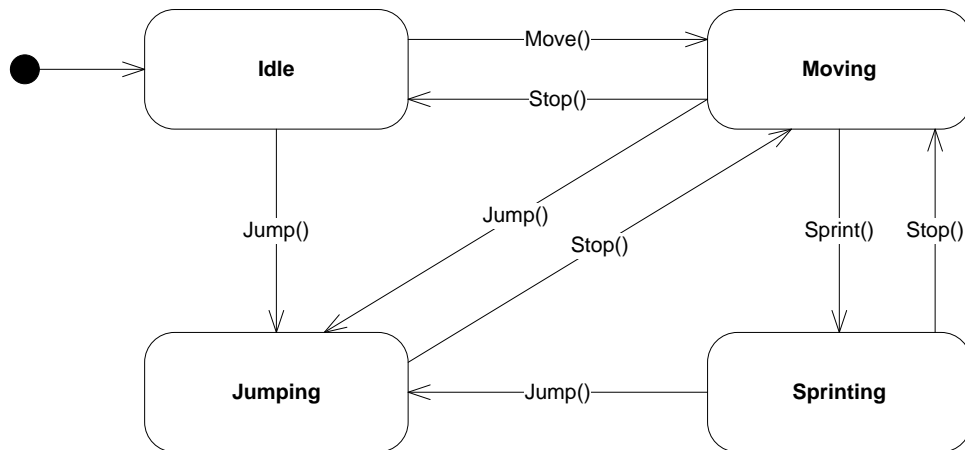 Move()
Idle
Moving
Stop()
Jump()
Jump()
Stop()
Sprint()
Stop()
Jumping
Jump()
Sprinting